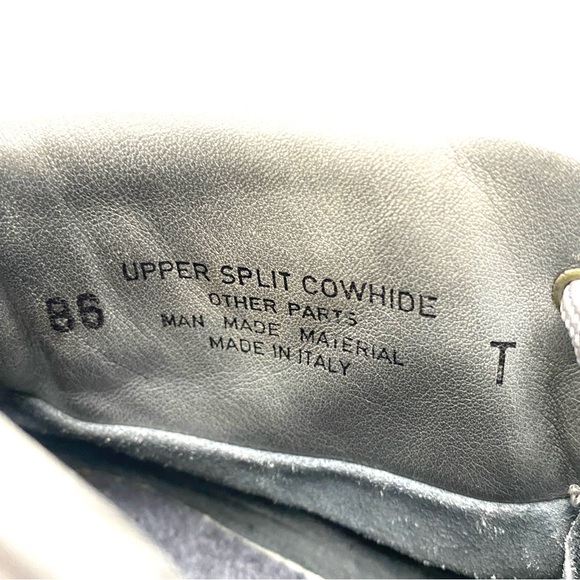 UPPER SPLIT COWHIDE
OTHER PARTS
MAN MADE MATERIAL
MADE IN ITALY
86
T